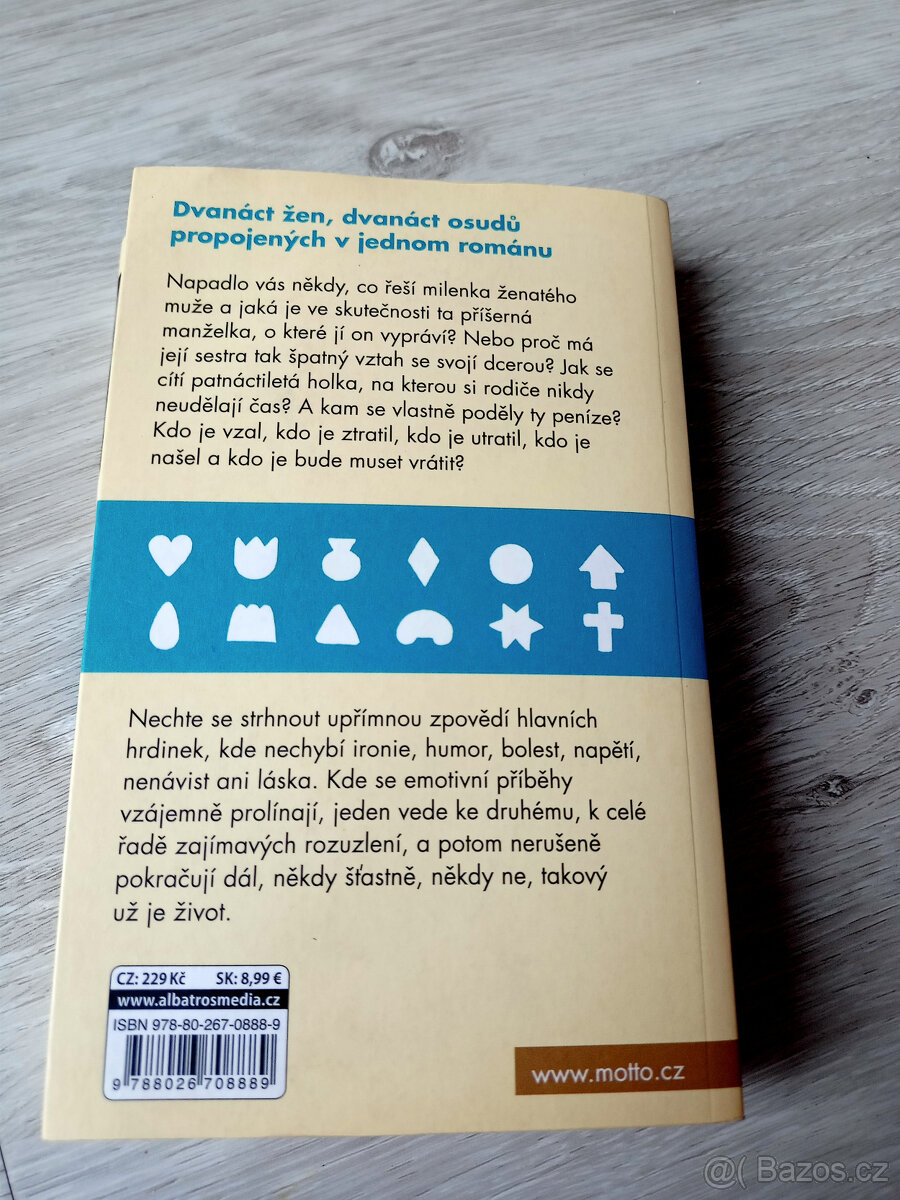 Dvanáct žen, dvanáct osudů
propojených v jednom románu
Napadlo vás někdy, co řeší milenka ženatého
muže a jaká je ve skutečnosti ta příšerná
manželka, o které jí on vypráví? Nebo proč má
její sestra tak špatný vztah se svojí dcerou? Jak se
cítí patnáctiletá holka, na kterou si rodiče nikdy
neudělají čas? A kam se vlastně poděly ty peníze?
Kdo je vzal, kdo je ztratil, kdo je utratil, kdo je
našel a kdo je bude muset vrátit?
Nechte se strhnout upřímnou zpovědí hlavních
hrdinek, kde nechybí ironie, humor, bolest, napětí,
nenávist ani láska. Kde se emotivní příběhy
vzájemně prolínají, jeden vede ke druhému, k celé
řadě zajímavých rozuzlení, a potom nerušeně
pokračují dál, někdy šťastně, někdy ne, takový
už je život.
CZ: 229 Kč SK: 8,99 €
www.albatrosmedia.cz
ISBN 978-80-267-0888-9
9 788026 708889
www.motto.cz
@( Bazos.cz